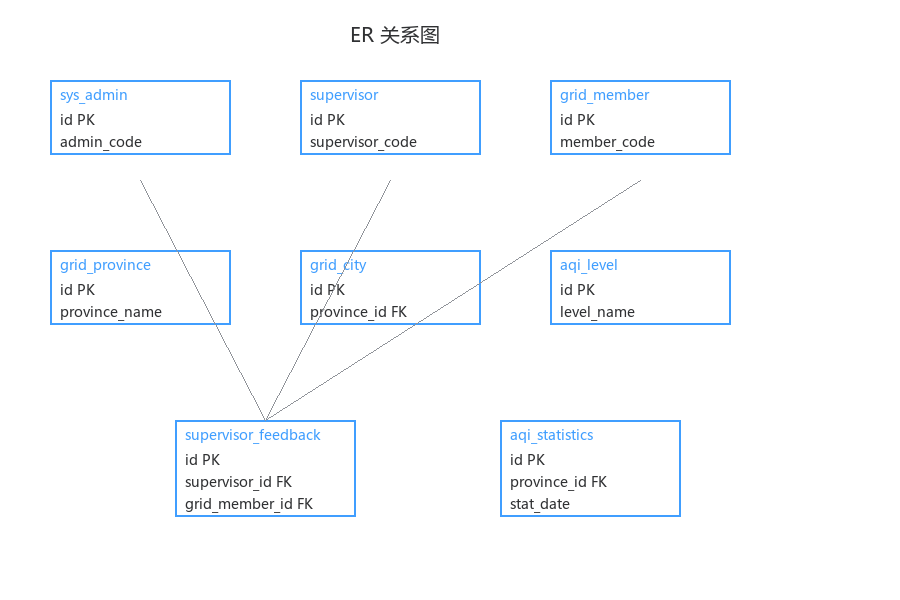 ER 关系图
sys_admin
id PK
admin_code
supervisor
id PK
supervisor_code
grid_member
id PK
member_code
grid_province
id PK
province_name
grid_city
id PK
province_id FK
aqi_level
id PK
level_name
supervisor_feedback
id PK
supervisor_id FK
grid_member_id FK
aqi_statistics
id PK
province_id FK
stat_date